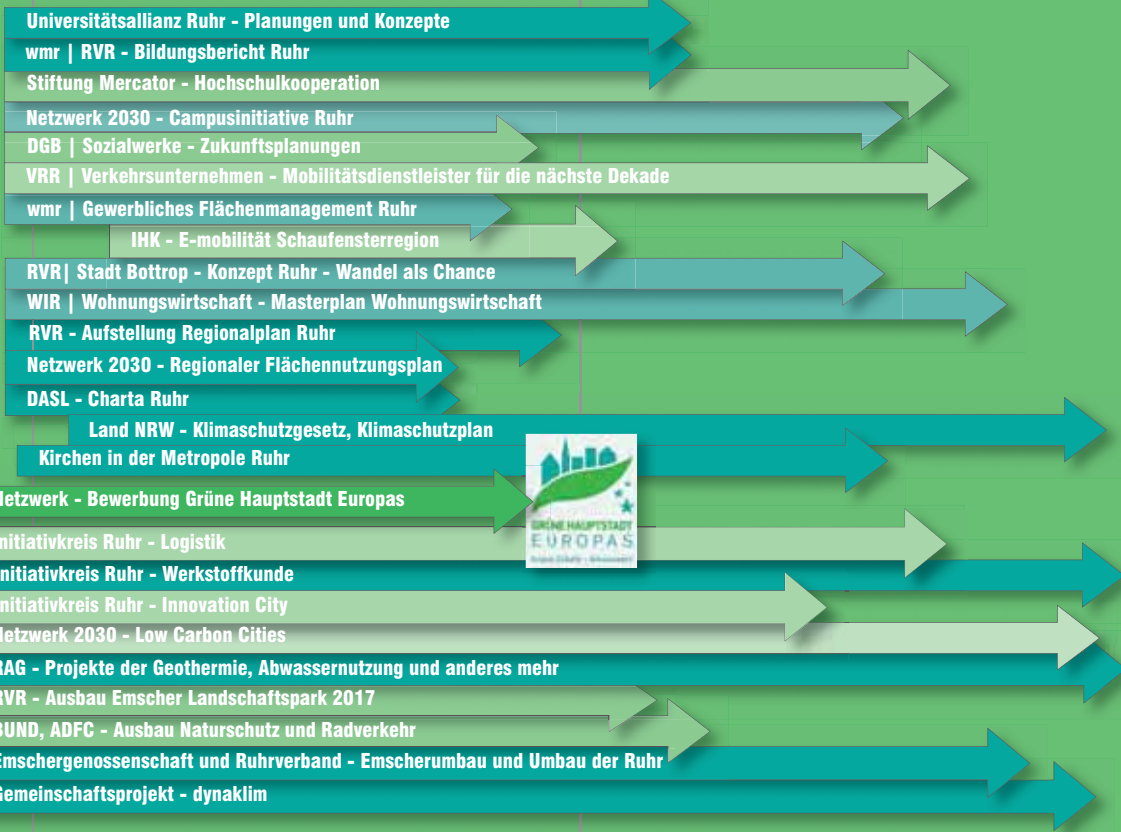 Universitätsallianz Ruhr - Planungen und Konzepte
wmr | RVR - Bildungsbericht Ruhr
Stiftung Mercator - Hochschulkooperation
Netzwerk 2030 - Campusinitiative Ruhr
DGB | Sozialwerke - Zukunftsplanungen
VRR | Verkehrsunternehmen - Mobilitätsdienstleister für die nächste Dekade
wmr | Gewerbliches Flächenmanagement Ruhr
IHK - E-mobilität Schaufensterregion
RVR| Stadt Bottrop - Konzept Ruhr - Wandel als Chance
WIR | Wohnungswirtschaft - Masterplan Wohnungswirtschaft
RVR - Aufstellung Regionalplan Ruhr
Netzwerk 2030 - Regionaler Flächennutzungsplan
DASL - Charta Ruhr
Land NRW - Klimaschutzgesetz, Klimaschutzplan
Kirchen in der Metropole Ruhr
Netzwerk - Bewerbung Grüne Hauptstadt Europas
GRÜNE HAUPTSTADT
EUROPAS
Initiativkreis Ruhr - Logistik
Initiativkreis Ruhr - Werkstoffkunde
Initiativkreis Ruhr - Innovation City
Netzwerk 2030 - Low Carbon Cities
RAG - Projekte der Geothermie, Abwassernutzung und anderes mehr
RVR - Ausbau Emscher Landschaftspark 2017
BUND, ADFC - Ausbau Naturschutz und Radverkehr
Emschergenossenschaft und Ruhrverband - Emscherumbau und Umbau der Ruhr
Gemeinschaftsprojekt - dynaklim